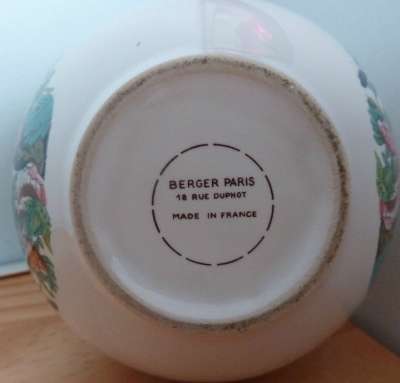 BERGER PARIS
18 RUE DUPHOT
MADE IN FRANCE